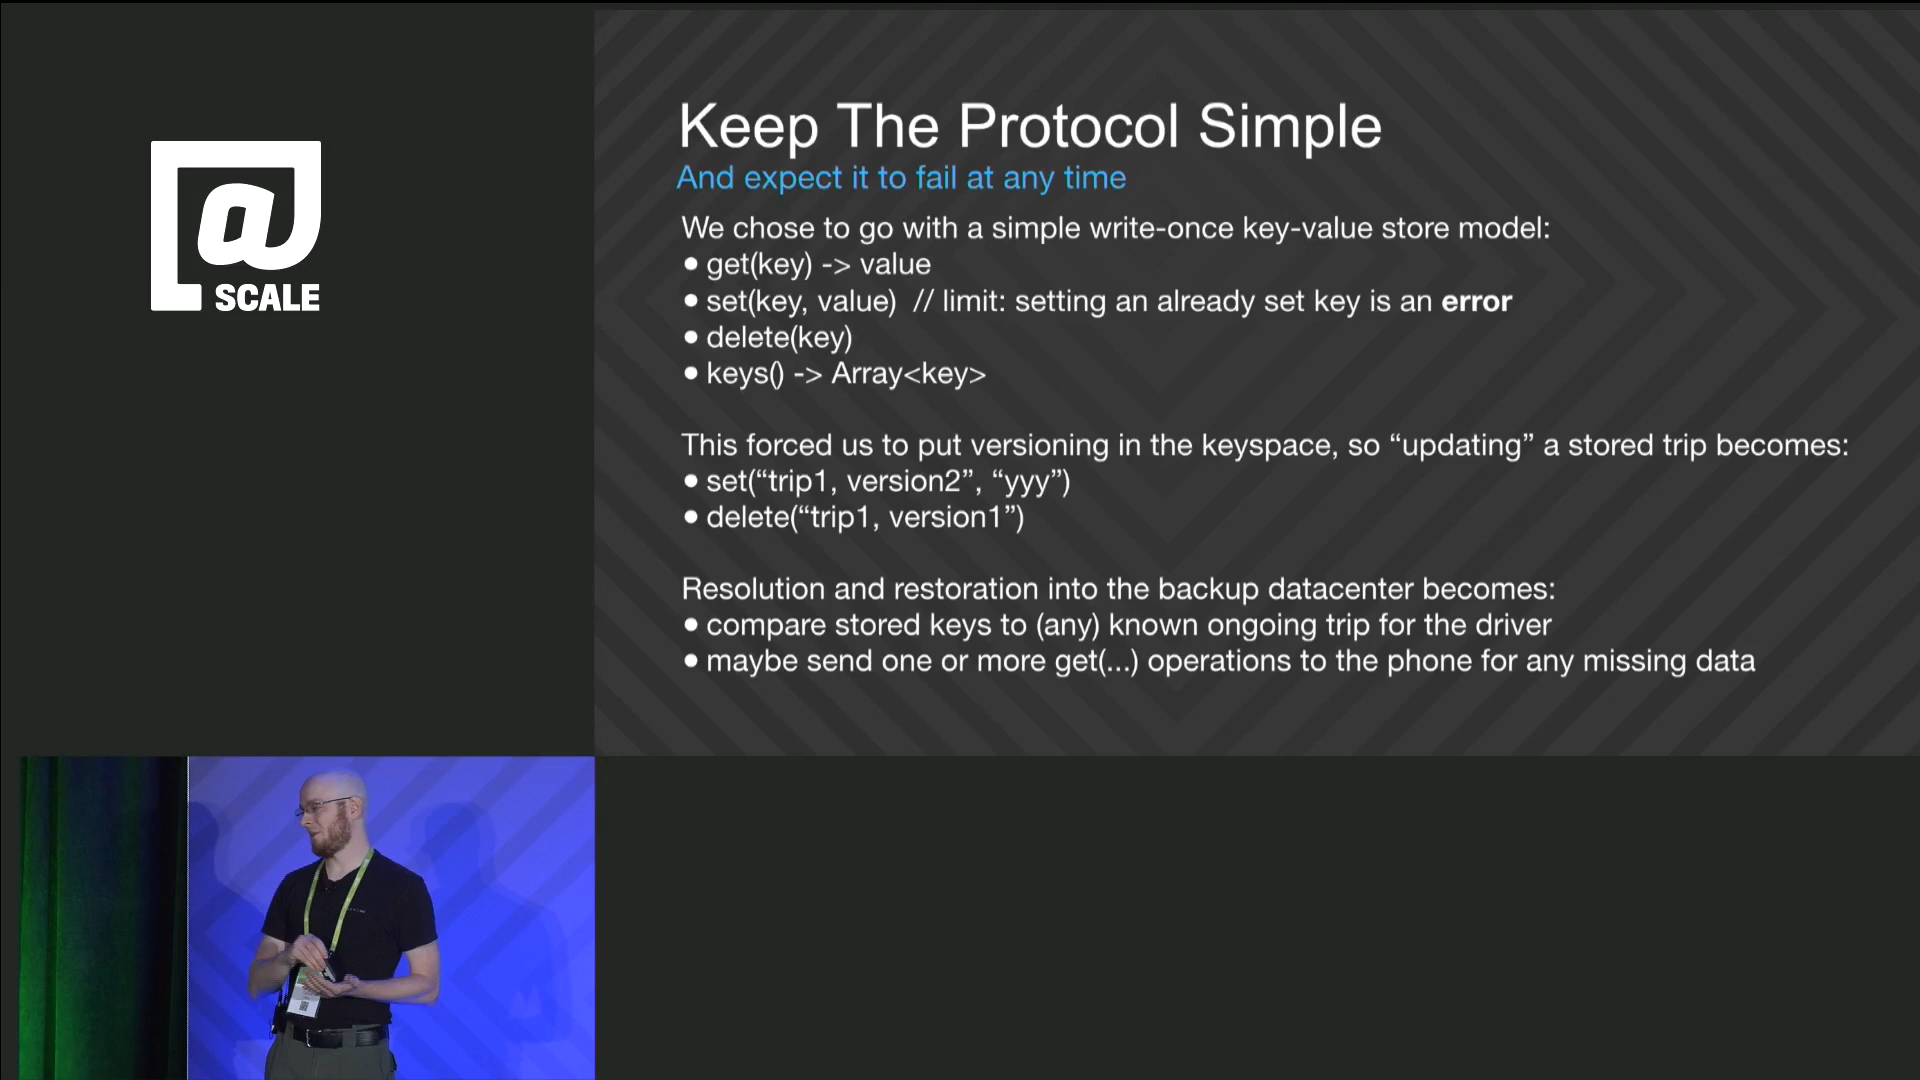 @
SCALE
Keep The Protocol Simple
And expect it to fail at any time
We chose to go with a simple write-once key-value store model:
• get(key) -> value
• set(key, value)  // limit: setting an already set key is an error
• delete(key)
• keys() -> Array<key>
This forced us to put versioning in the keyspace, so “updating” a stored trip becomes:
• set(“trip1, version2”, “yyy”)
• delete(“trip1, version1”)
Resolution and restoration into the backup datacenter becomes:
• compare stored keys to (any) known ongoing trip for the driver
• maybe send one or more get(...) operations to the phone for any missing data